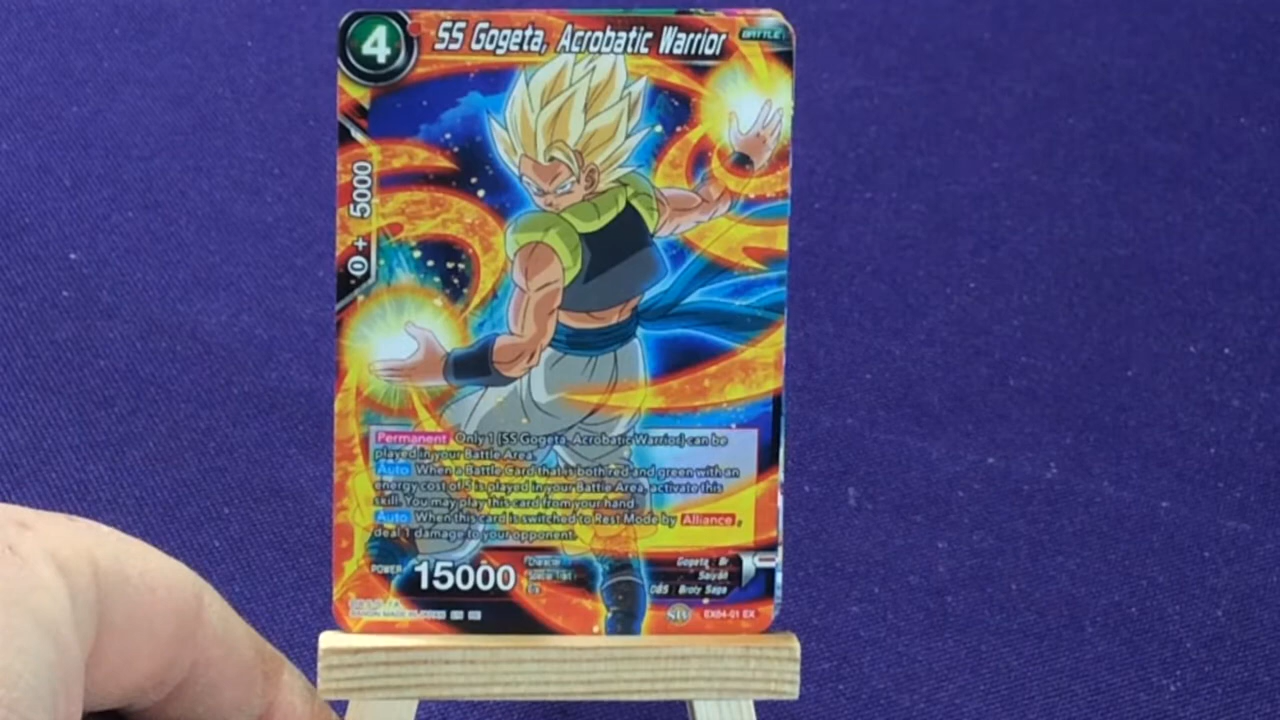 4
SS Gogeta, Acrobatic Warrior
BATTLE
0 + 5000
Permanent Only 1 {SS Gogeta, Acrobatic Warrior} can be
played in your Battle Area.
Auto When a Battle Card that is both red and green with an
energy cost of 5 is played in your Battle Area, activate this
skill. You may play this card from your hand.
Auto When this card is switched to Rest Mode by Alliance,
deal 1 damage to your opponent.
POWER 15000
Character Gogeta : Br
Special Trait Saiyan
Era DBS : Broly Saga
EX04-01 EX